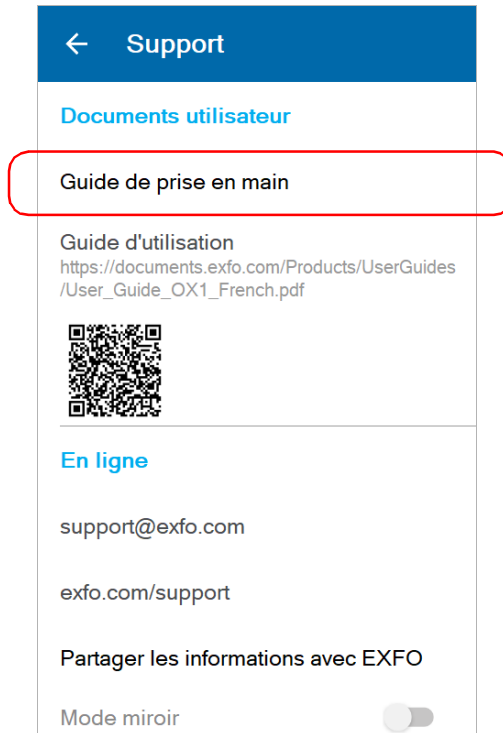 Support
Documents utilisateur
Guide de prise en main
Guide d'utilisation
https://documents.exfo.com/Products/UserGuides
/User_Guide_OX1_French.pdf
En ligne
support@exfo.com
exfo.com/support
Partager les informations avec EXFO
Mode miroir